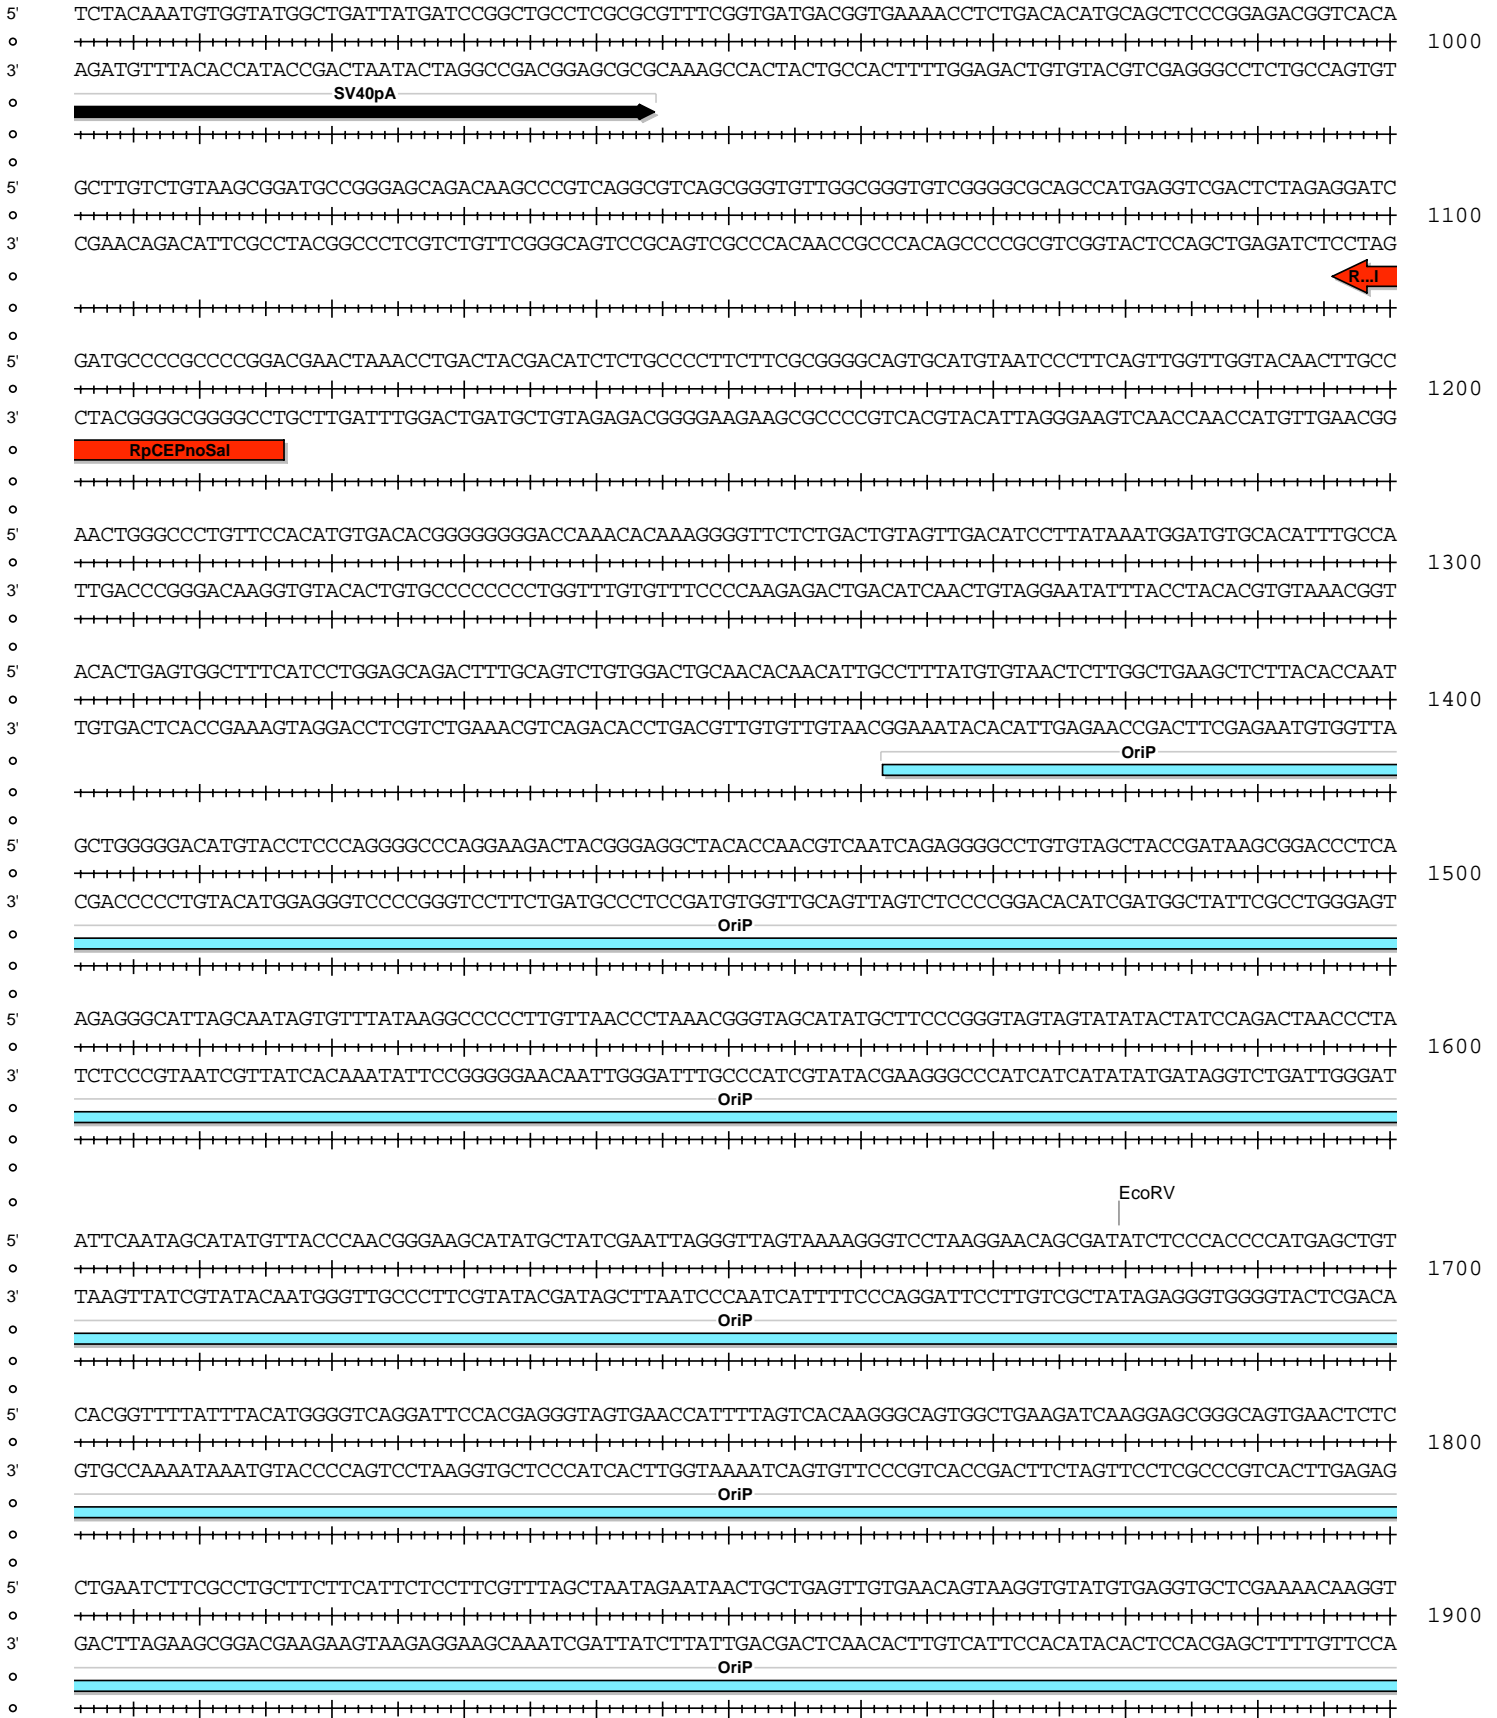 5' TCTACAAATGTGGTATGGCTGATTATGATCCGGCTGCCTCGCGCGTTTCGGTGATGACGGTGAAAACCTCTGACACATGCAGCTCCCGGAGACGGTCACA
1000
3' AGATGTTTACACCATACCGACTAATACTAGGCCGACGGAGCGCGCAAAGCCACTACTGCCACTTTTGGAGACTGTGTACGTCGAGGGCCTCTGCCAGTGT
SV40pA
5' GCTTGTCTGTAAGCGGATGCCGGGAGCAGACAAGCCCGTCAGGCGTCAGCGGGTGTTGGCGGGTGTCGGGGCGCAGCCATGAGGTCGACTCTAGAGGATC
1100
3' CGAACAGACATTCGCCTACGGCCCTCGTCTGTTCGGGCAGTCCGCAGTCGCCCACAACCGCCCACAGCCCCGCGTCGGTACTCCAGCTGAGATCTCCTAG
R...l
5' GATGCCCCGCCCCGGACGAACTAAACCTGACTACGACATCTCTGCCCCTTCTTCGCGGGGCAGTGCATGTAATCCCTTCAGTTGGTTGGTACAACTTGCC
1200
3' CTACGGGGCGGGGCCTGCTTGATTTGGACTGATGCTGTAGAGACGGGGAAGAAGCGCCCCGTCACGTACATTAGGGAAGTCAACCAACCATGTTGAACGG
RpCEPnoSal
5' AACTGGGCCCTGTTCCACATGTGACACGGGGGGGGACCAAACACAAAGGGGTTCTCTGACTGTAGTTGACATCCTTATAAATGGATGTGCACATTTGCCA
1300
3' TTGACCCGGGACAAGGTGTACACTGTGCCCCCCCCTGGTTTGTGTTTCCCCAAGAGACTGACATCAACTGTAGGAATATTTACCTACACGTGTAAACGGT
5' ACACTGAGTGGCTTTCATCCTGGAGCAGACTTTGCAGTCTGTGGACTGCAACACAACATTGCCTTTATGTGTAACTCTTGGCTGAAGCTCTTACACCAAT
1400
3' TGTGACTCACCGAAAGTAGGACCTCGTCTGAAACGTCAGACACCTGACGTTGTGTTGTAACGGAAATACACATTGAGAACCGACTTCGAGAATGTGGTTA
OriP
5' GCTGGGGGACATGTACCTCCCAGGGGCCCAGGAAGACTACGGGAGGCTACACCAACGTCAATCAGAGGGGCCTGTGTAGCTACCGATAAGCGGACCCTCA
1500
3' CGACCCCCTGTACATGGAGGGTCCCCGGGTCCTTCTGATGCCCTCCGATGTGGTTGCAGTTAGTCTCCCCGGACACATCGATGGCTATTCGCCTGGGAGT
OriP
5' AGAGGGCATTAGCAATAGTGTTTATAAGGCCCCCTTGTTAACCCTAAACGGGTAGCATATGCTTCCCGGGTAGTAGTATATACTATCCAGACTAACCCTA
1600
3' TCTCCCGTAATCGTTATCACAAATATTCCGGGGGAACAATTGGGATTTGCCCATCGTATACGAAGGGCCCATCATCATATATGATAGGTCTGATTGGGAT
OriP
EcoRV
5' ATTCAATAGCATATGTTACCCAACGGGAAGCATATGCTATCGAATTAGGGTTAGTAAAAGGGTCCTAAGGAACAGCGATATCTCCCACCCCATGAGCTGT
1700
3' TAAGTTATCGTATACAATGGGTTGCCCTTCGTATACGATAGCTTAATCCCAATCATTTTCCCAGGATTCCTTGTCGCTATAGAGGGTGGGGTACTCGACA
OriP
5' CACGGTTTTATTTACATGGGGTCAGGATTCCACGAGGGTAGTGAACCATTTTAGTCACAAGGGCAGTGGCTGAAGATCAAGGAGCGGGCAGTGAACTCTC
1800
3' GTGCCAAAATAAATGTACCCCAGTCCTAAGGTGCTCCCATCACTTGGTAAAATCAGTGTTCCCGTCACCGACTTCTAGTTCCTCGCCCGTCACTTGAGAG
OriP
5' CTGAATCTTCGCCTGCTTCTTCATTCTCCTTCGTTTAGCTAATAGAATAACTGCTGAGTTGTGAACAGTAAGGTGTATGTGAGGTGCTCGAAAACAAGGT
1900
3' GACTTAGAAGCGGACGAAGAAGTAAGAGGAAGCAAATCGATTATCTTATTGACGACTCAACACTTGTCATTCCACATACACTCCACGAGCTTTTGTTCCA
OriP